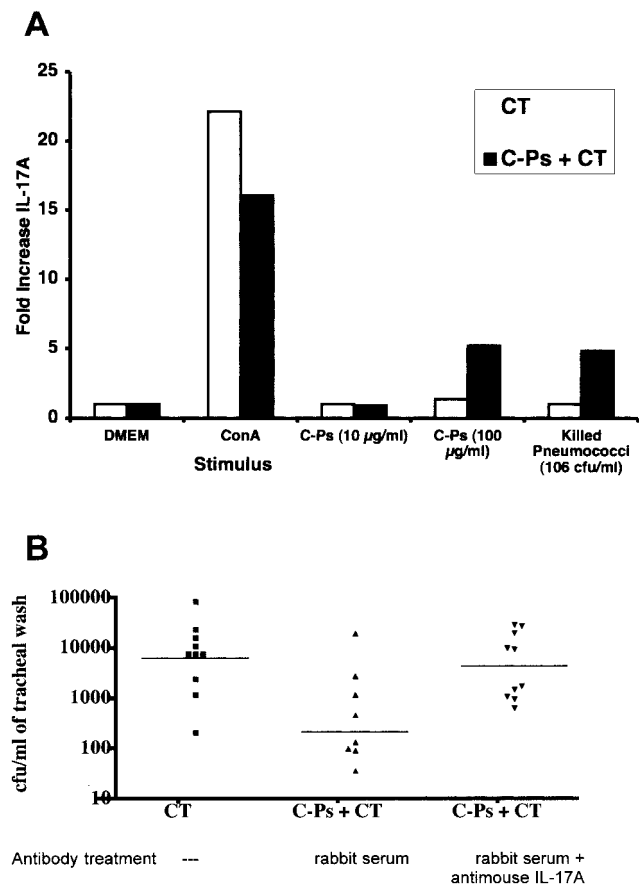 A
25
20
15
10
5
0
Fold Increase IL-17A
CT
C-Ps + CT
DMEM
ConA
C-Ps (10 µg/ml)
C-Ps (100
µg/ml)
Killed
Pneumococci
(106 cfu/ml)
Stimulus
B
100000
10000
1000
100
10
cfu/ml of tracheal wash
CT
C-Ps + CT
C-Ps + CT
Antibody treatment
---
rabbit serum
rabbit serum +
antimouse IL-17A